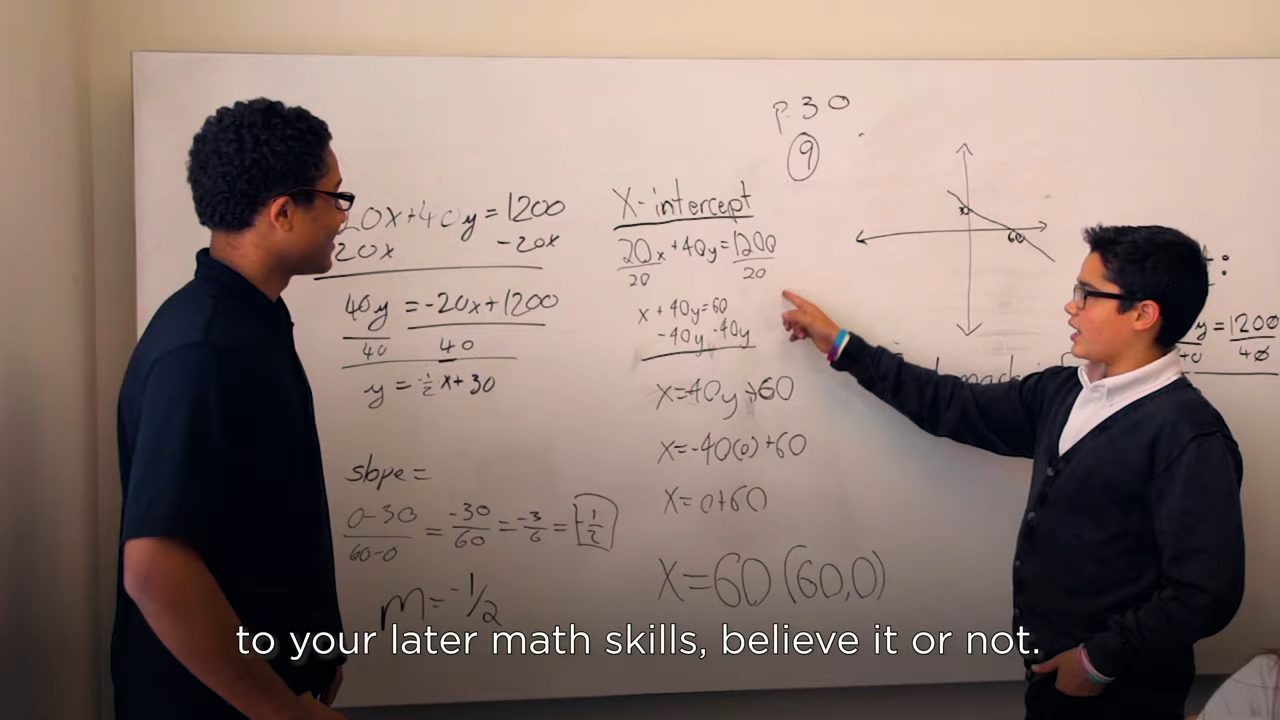 p. 30
9
20x+40y=1200
20x -20x
40y = -20x+1200
40 40
y = -1/2 x+30
slope =
0-30/60-0 = -30/60 = -3/6 = -1/2
m= -1/2
X-intercept
20x +40y=1200
20 20
x + 40y=60
-40y -40y
x=40y+60
x=-40(0)+60
x=0+60
x=60 (60,0)
30
60
y = 1200
40 40
to your later math skills, believe it or not.